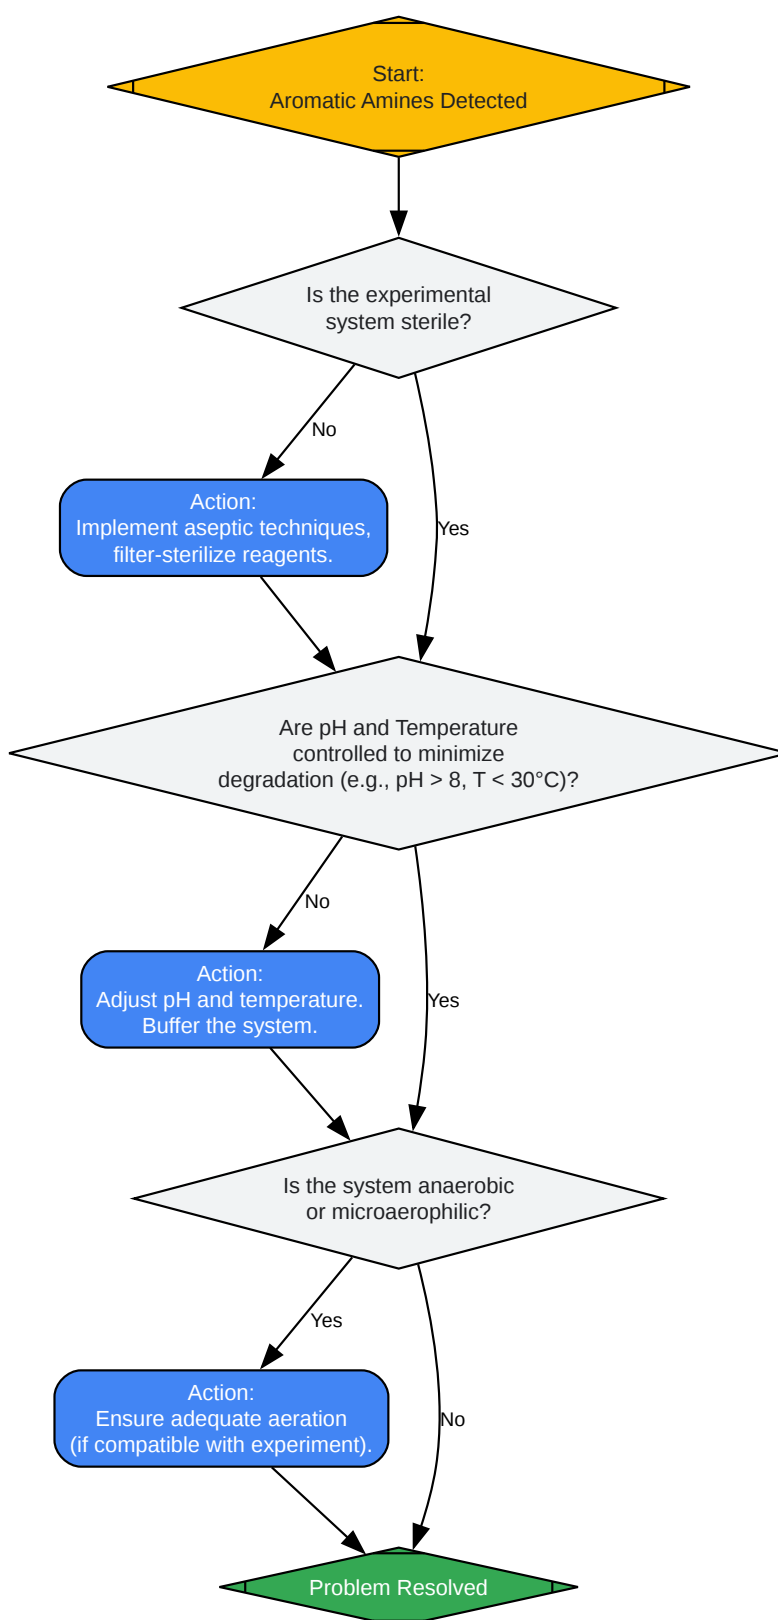 Start:
Aromatic Amines Detected
Is the experimental
system sterile?
No
Yes
Action:
Implement aseptic techniques,
filter-sterilize reagents.
Are pH and Temperature
controlled to minimize
degradation (e.g., pH > 8, T < 30°C)?
No
Yes
Action:
Adjust pH and temperature.
Buffer the system.
Is the system anaerobic
or microaerophilic?
Yes
No
Action:
Ensure adequate aeration
(if compatible with experiment).
Problem Resolved